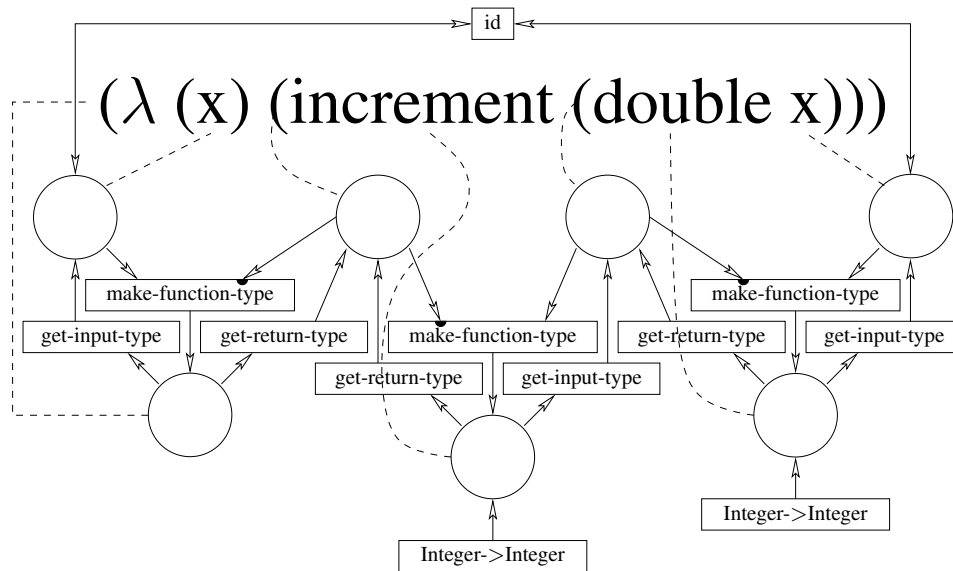 id
(λ (x) (increment (double x)))
make-function-type make-function-type
get-input-type get-return-type make-function-type get-return-type get-input-type
get-return-type get-input-type
Integer->Integer
Integer->Integer